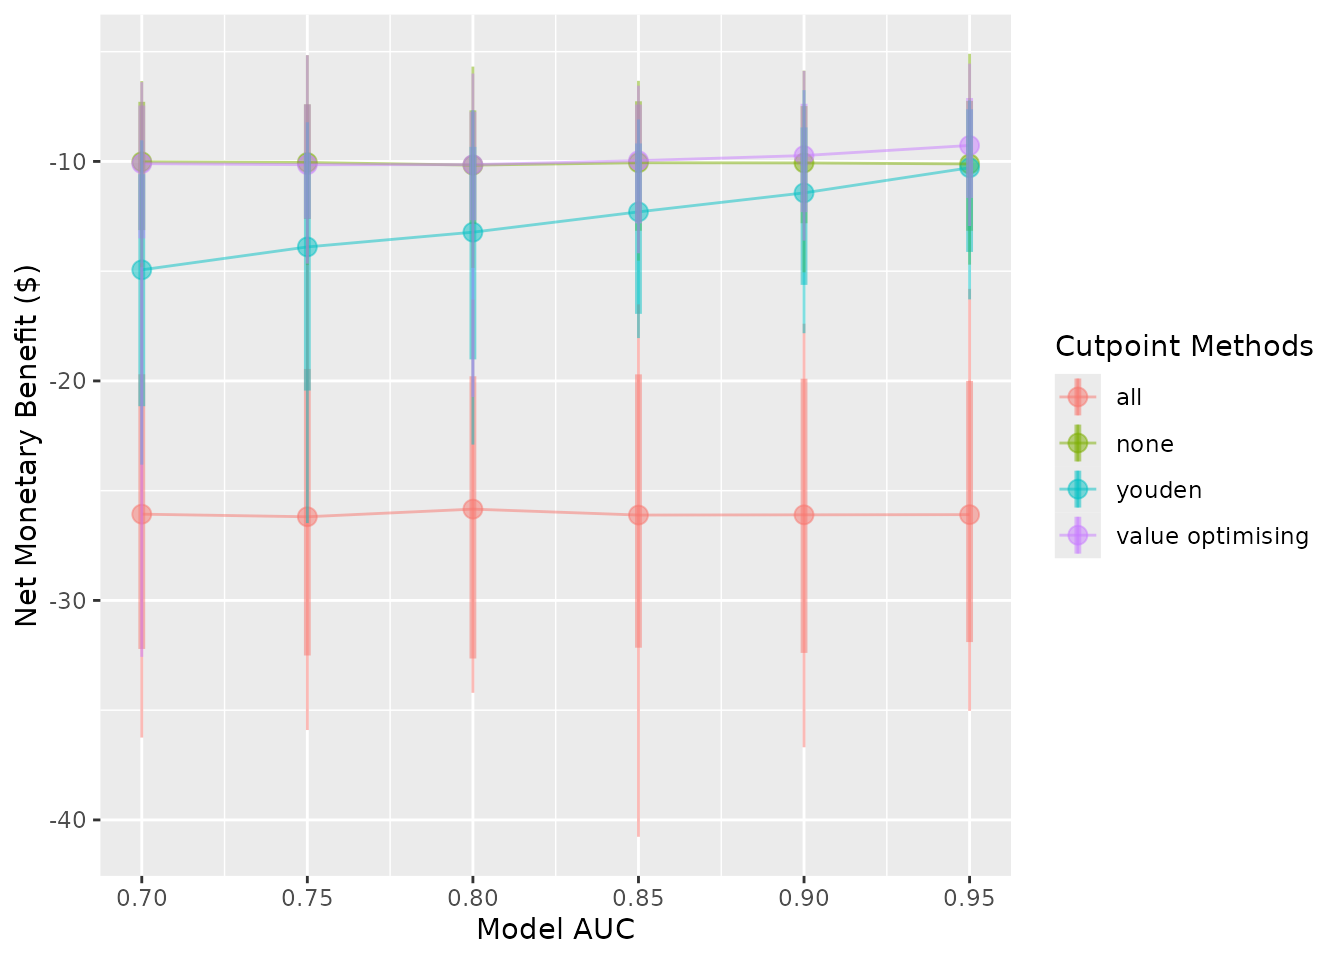 Net Monetary Benefit ($)
-10
-20
-30
-40
0.70 0.75 0.80 0.85 0.90 0.95
Model AUC
Cutpoint Methods
all
none
youden
value optimising